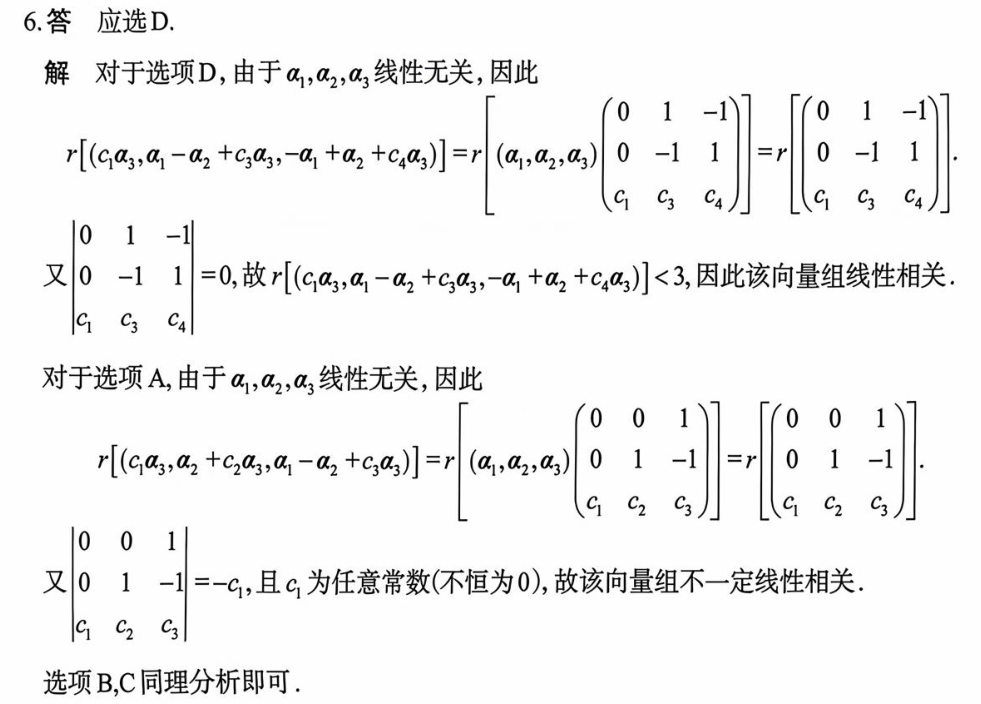 6.答 应选D.
解 对于选项D,由于α₁,α₂,α₃线性无关,因此
r[(c₁α₃,α₁−α₂+c₃α₃,−α₁+α₂+c₄α₃)]=r[(α₁,α₂,α₃)(0 1 −1; 0 −1 1; c₁ c₃ c₄)]=r[(0 1 −1; 0 −1 1; c₁ c₃ c₄)].
又|0 1 −1; 0 −1 1; c₁ c₃ c₄|=0,故r[(c₁α₃,α₁−α₂+c₃α₃,−α₁+α₂+c₄α₃)]<3,因此该向量组线性相关.
对于选项A,由于α₁,α₂,α₃线性无关,因此
r[(c₁α₃,α₂+c₂α₃,α₁−α₂+c₃α₃)]=r[(α₁,α₂,α₃)(0 0 1; 0 1 −1; c₁ c₂ c₃)]=r[(0 0 1; 0 1 −1; c₁ c₂ c₃)].
又|0 0 1; 0 1 −1; c₁ c₂ c₃|=−c₁,且c₁为任意常数(不恒为0),故该向量组不一定线性相关.
选项B,C同理分析即可.